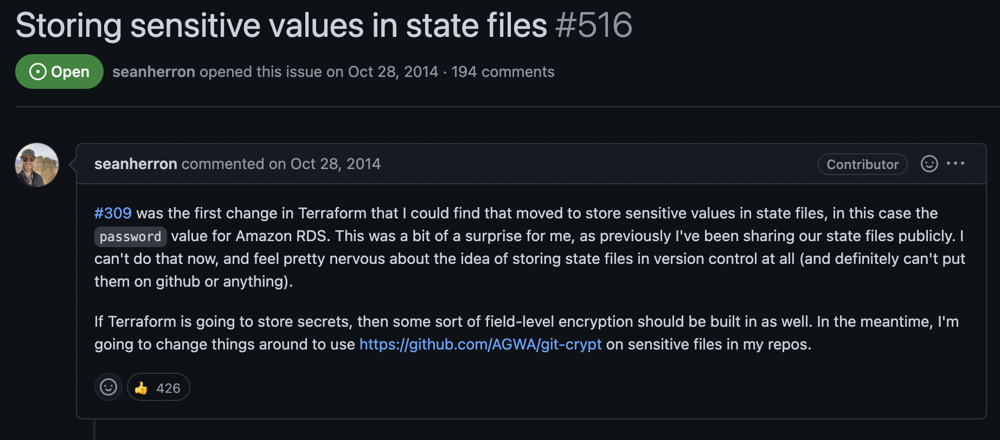 Storing sensitive values in state files #516
Open seanherron opened this issue on Oct 28, 2014 · 194 comments
seanherron commented on Oct 28, 2014 Contributor
#309 was the first change in Terraform that I could find that moved to store sensitive values in state files, in this case the
password value for Amazon RDS. This was a bit of a surprise for me, as previously I've been sharing our state files publicly. I
can't do that now, and feel pretty nervous about the idea of storing state files in version control at all (and definitely can't put
them on github or anything).
If Terraform is going to store secrets, then some sort of field-level encryption should be built in as well. In the meantime, I'm
going to change things around to use https://github.com/AGWA/git-crypt on sensitive files in my repos.
👍 426